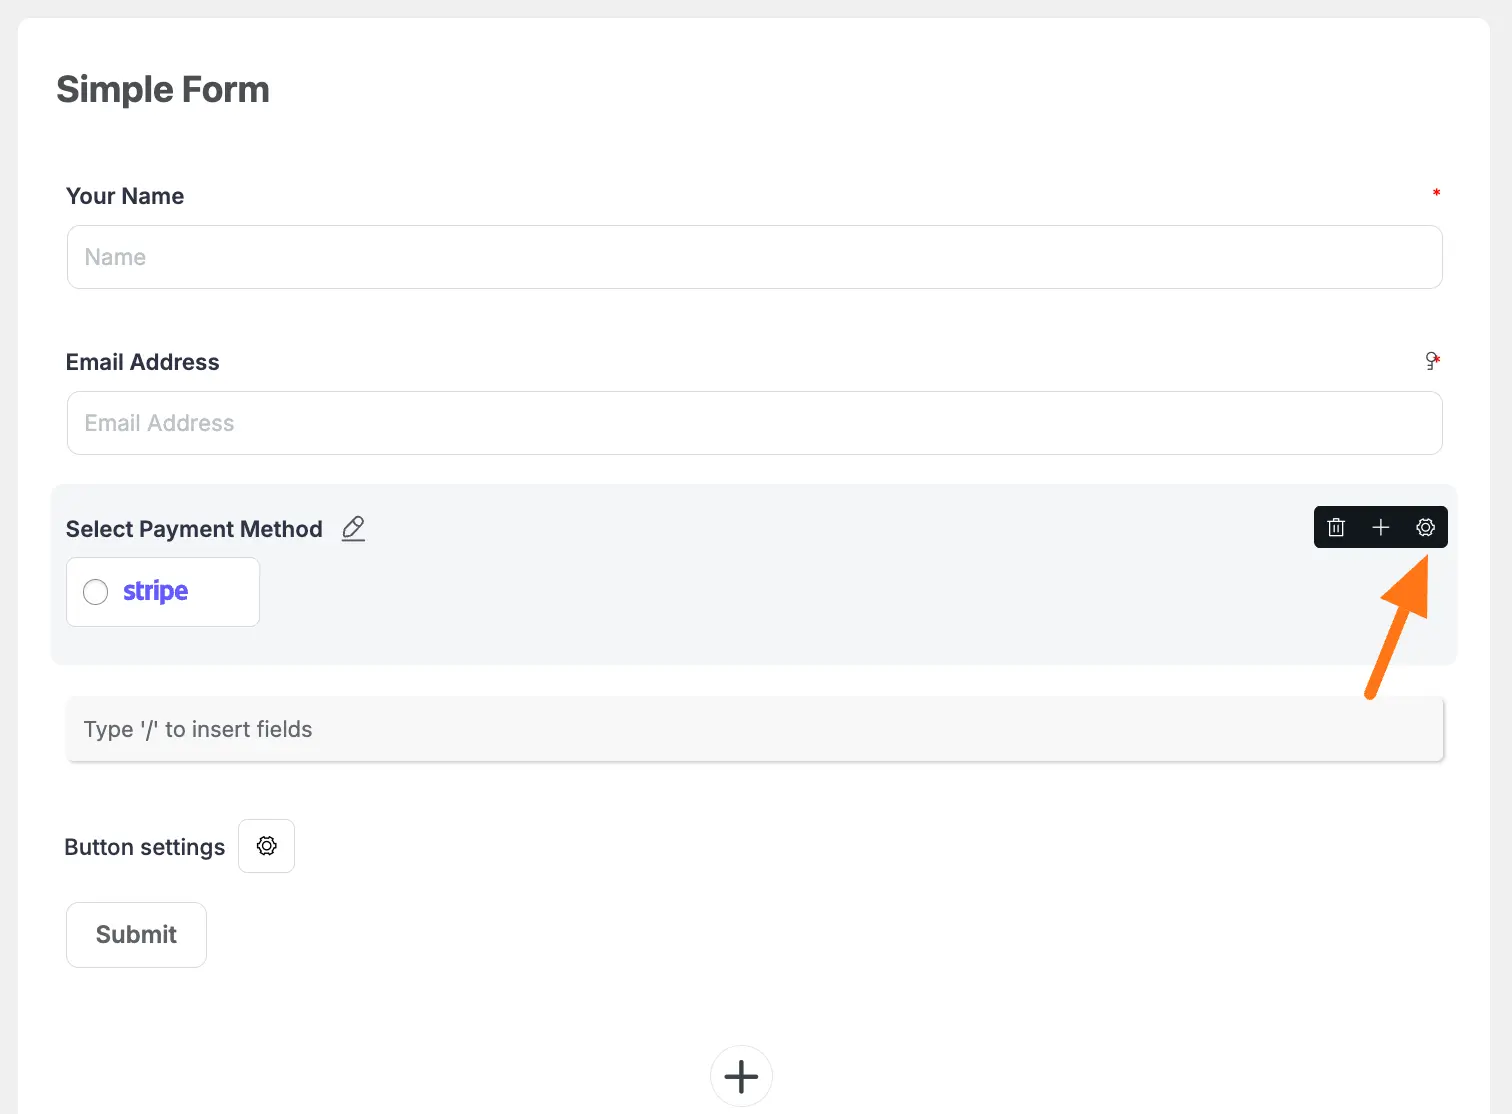 Simple Form
Your Name *
Name
Email Address *
Email Address
Select Payment Method
stripe
Type '/' to insert fields
Button settings
Submit